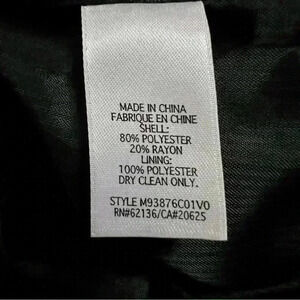 MADE IN CHINA
FABRIQUE EN CHINE
SHELL:
80% POLYESTER
20% RAYON
LINING:
100% POLYESTER
DRY CLEAN ONLY.
STYLE M93876C01V0
RN#62136/CA#20625